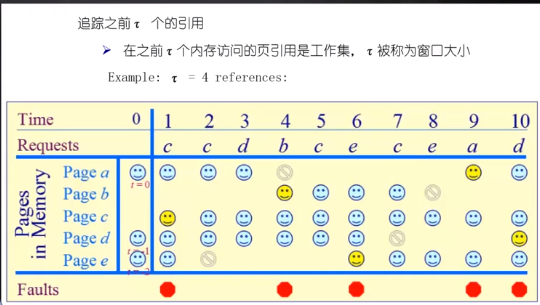 追踪之前τ 个的引用
在之前τ个内存访问的页引用是工作集，τ被称为窗口大小
Example: τ = 4 references:
Time 0 1 2 3 4 5 6 7 8 9 10
Requests c c d b c e c e a d
Pages in Memory
Page a
t = 0
Page b
Page c
Page d
Page e
Faults